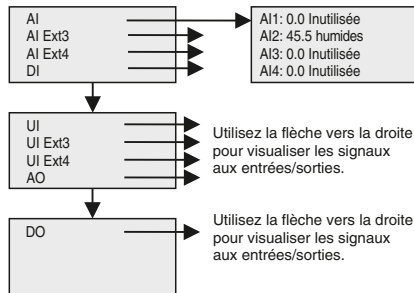 AI
AI Ext3
AI Ext4
DI
AI1: 0.0 Inutilisée
AI2: 45.5 humides
AI3: 0.0 Inutilisée
AI4: 0.0 Inutilisée
UI
UI Ext3
UI Ext4
AO
Utilisez la flèche vers la droite
pour visualiser les signaux
aux entrées/sorties.
DO
Utilisez la flèche vers la droite
pour visualiser les signaux
aux entrées/sorties.